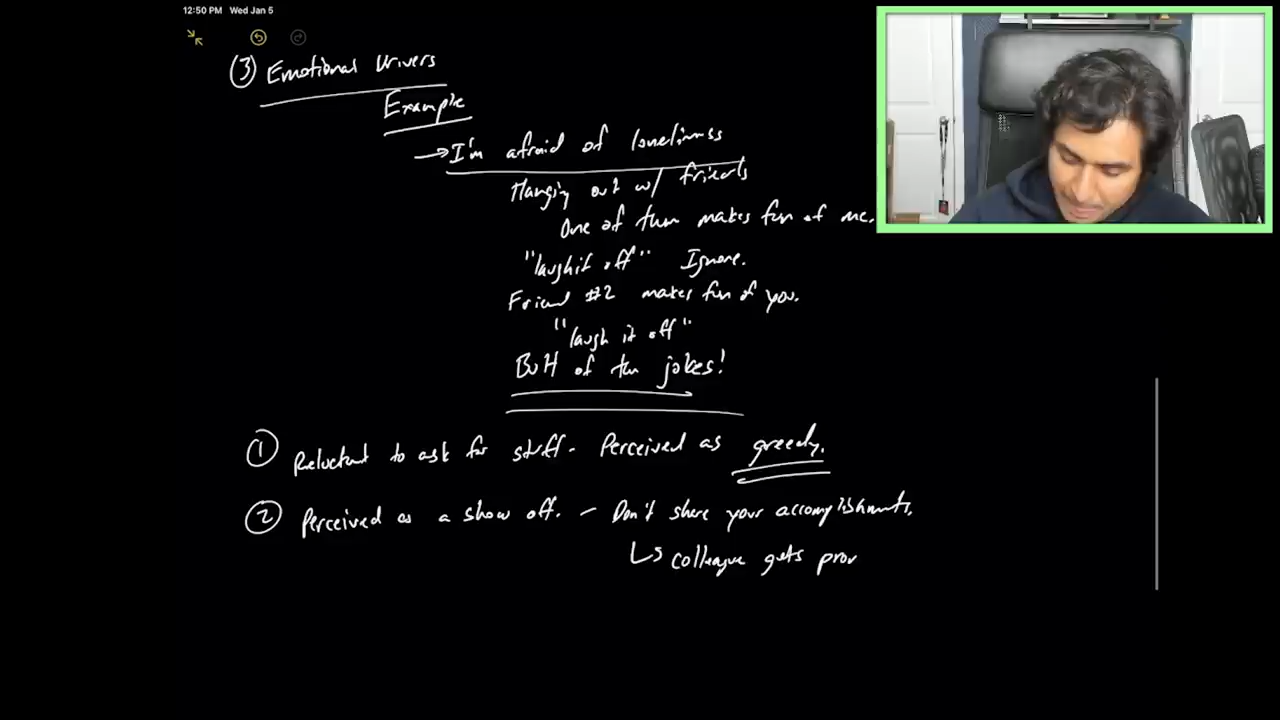 12:50 PM Wed Jan 5
③ Emotional Drivers
Example
→ I'm afraid of loneliness
Hanging out w/ friends
One of them makes fun of me.
"laugh it off" Ignore.
Friend #2 makes fun of you.
"laugh it off"
Butt of the jokes!
① Reluctant to ask for stuff. Perceived as greedy.
② Perceived as a show off. - Don't share your accomplishments.
↳ colleague gets prom